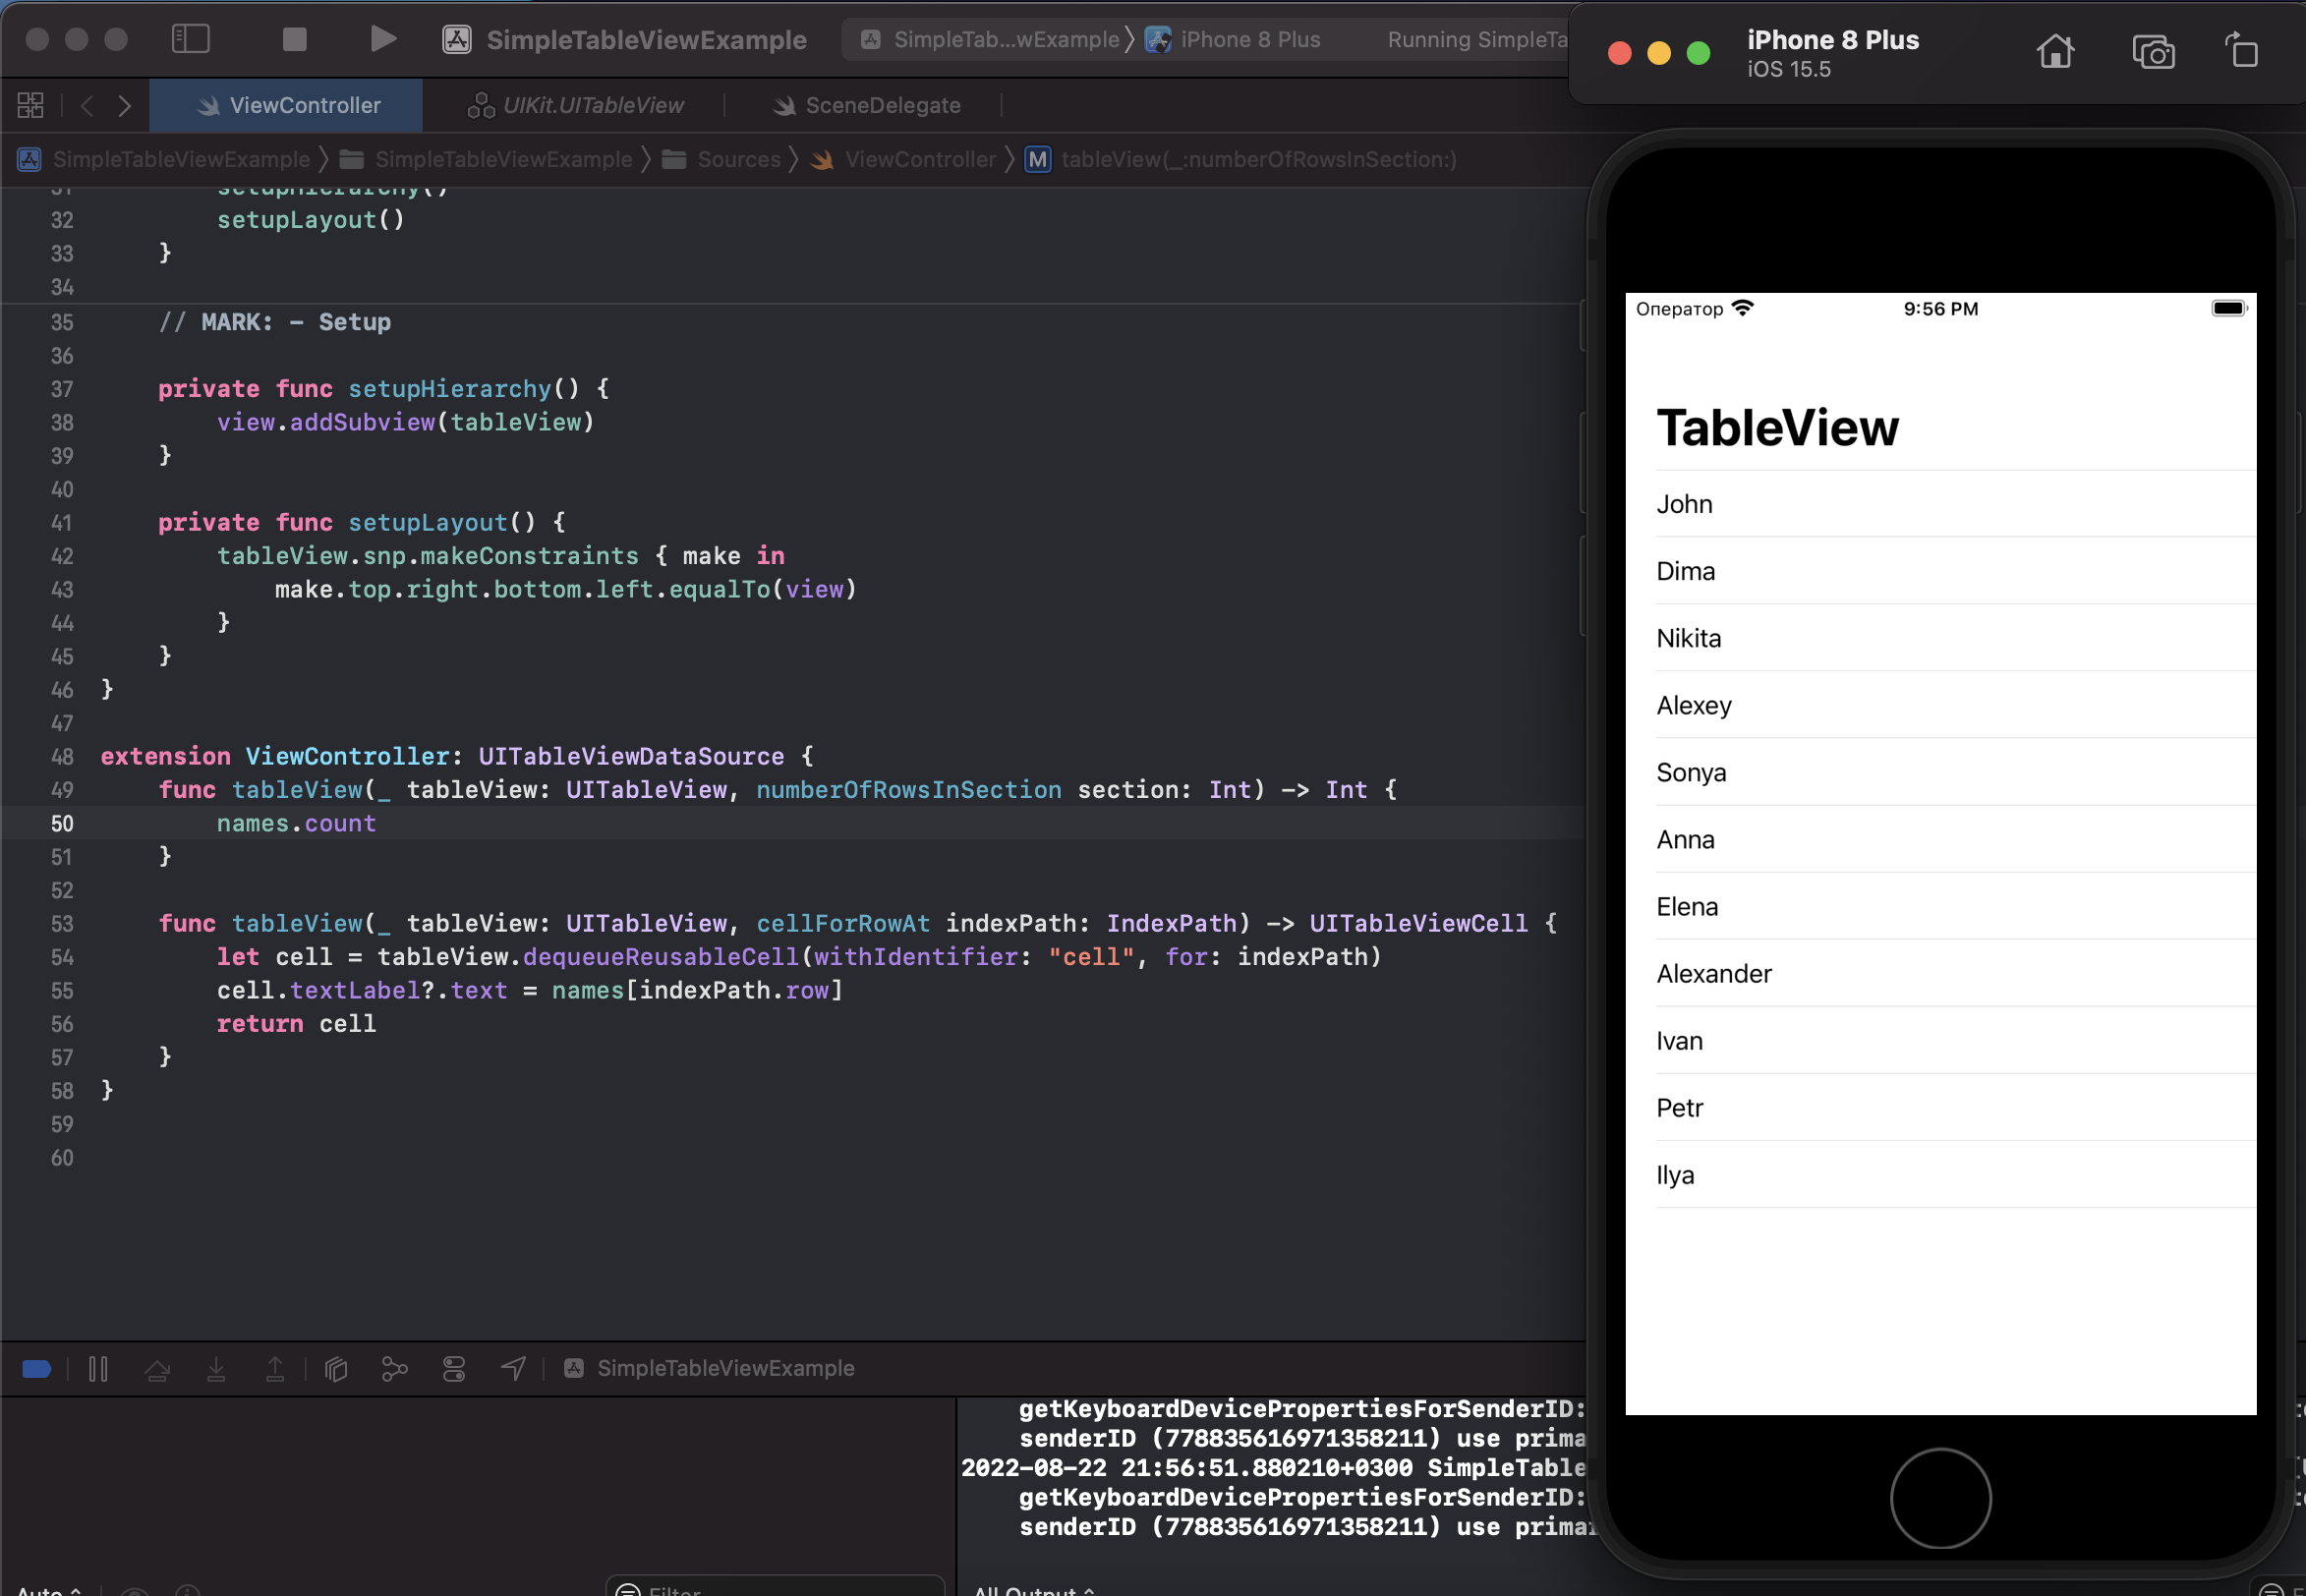 SimpleTableViewExample
SimpleTab...wExample
iPhone 8 Plus
Running
iPhone 8 Plus
iOS 15.5
ViewController
UIKit.UITableView
SceneDelegate
SimpleTableViewExample
SimpleTableViewExample
Sources
ViewController
M tableView(_:numberOfRowsInSection:)
31 setupHierarchy()
32 setupLayout()
33 }
34
35 // MARK: - Setup
36
37 private func setupHierarchy() {
38 view.addSubview(tableView)
39 }
40
41 private func setupLayout() {
42 tableView.snp.makeConstraints { make in
43 make.top.right.bottom.left.equalTo(view)
44 }
45 }
46 }
47
48 extension ViewController: UITableViewDataSource {
49 func tableView(_ tableView: UITableView, numberOfRowsInSection section: Int) -> Int {
50 names.count
51 }
52
53 func tableView(_ tableView: UITableView, cellForRowAt indexPath: IndexPath) -> UITableViewCell {
54 let cell = tableView.dequeueReusableCell(withIdentifier: "cell", for: indexPath)
55 cell.textLabel?.text = names[indexPath.row]
56 return cell
57 }
58 }
59
60
Оператор
9:56 PM
TableView
John
Dima
Nikita
Alexey
Sonya
Anna
Elena
Alexander
Ivan
Petr
Ilya
SimpleTableViewExample
getKeyboardDevicePropertiesForSenderID:
senderID (778835616971358211) use
2022-08-22 21:56:51.880210+0300 SimpleTable
getKeyboardDevicePropertiesForSenderID:
senderID (778835616971358211) use
Auto
Filter
All Output